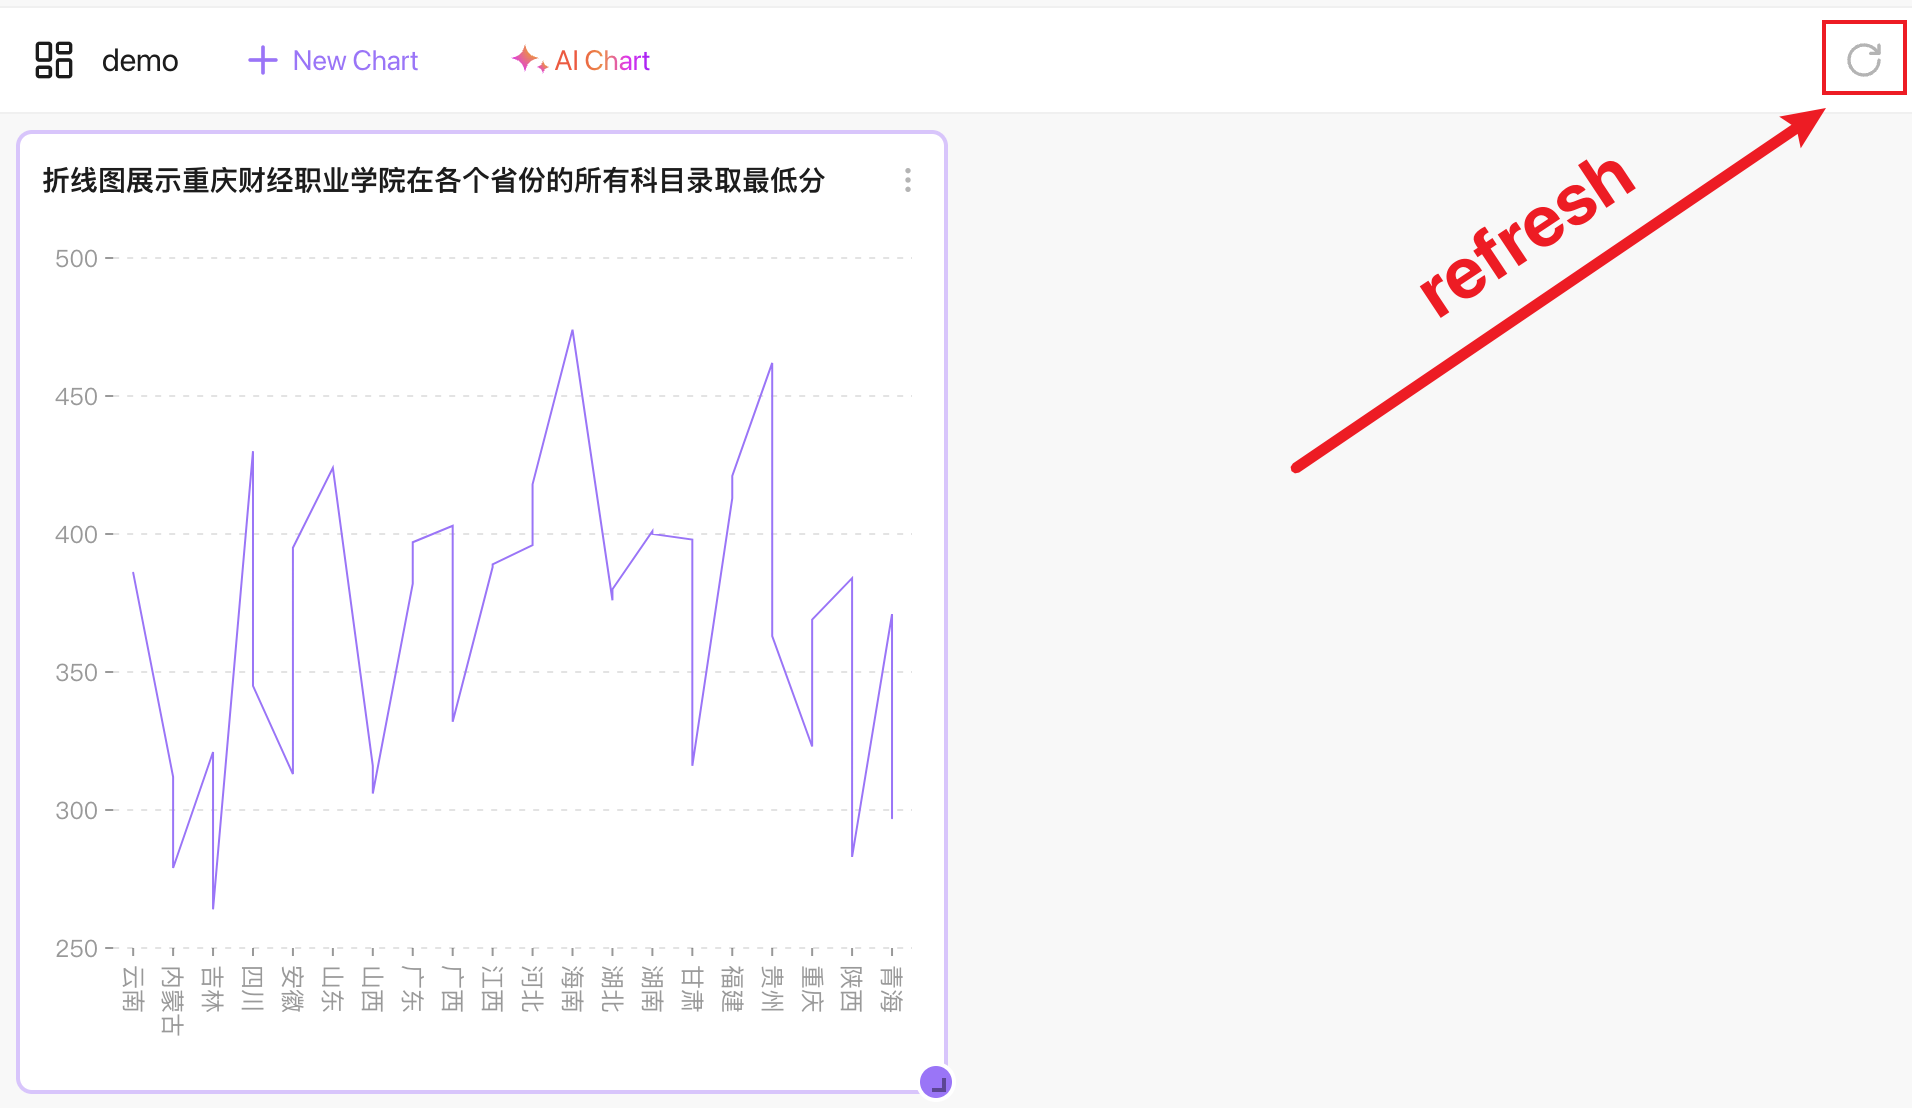 demo
New Chart
AI Chart
refresh
折线图展示重庆财经职业学院在各个省份的所有科目录取最低分
500
450
400
350
300
250
云南
内蒙古
吉林
四川
安徽
山东
山西
广东
广西
江西
河北
海南
湖北
湖南
甘肃
福建
贵州
重庆
陕西
青海